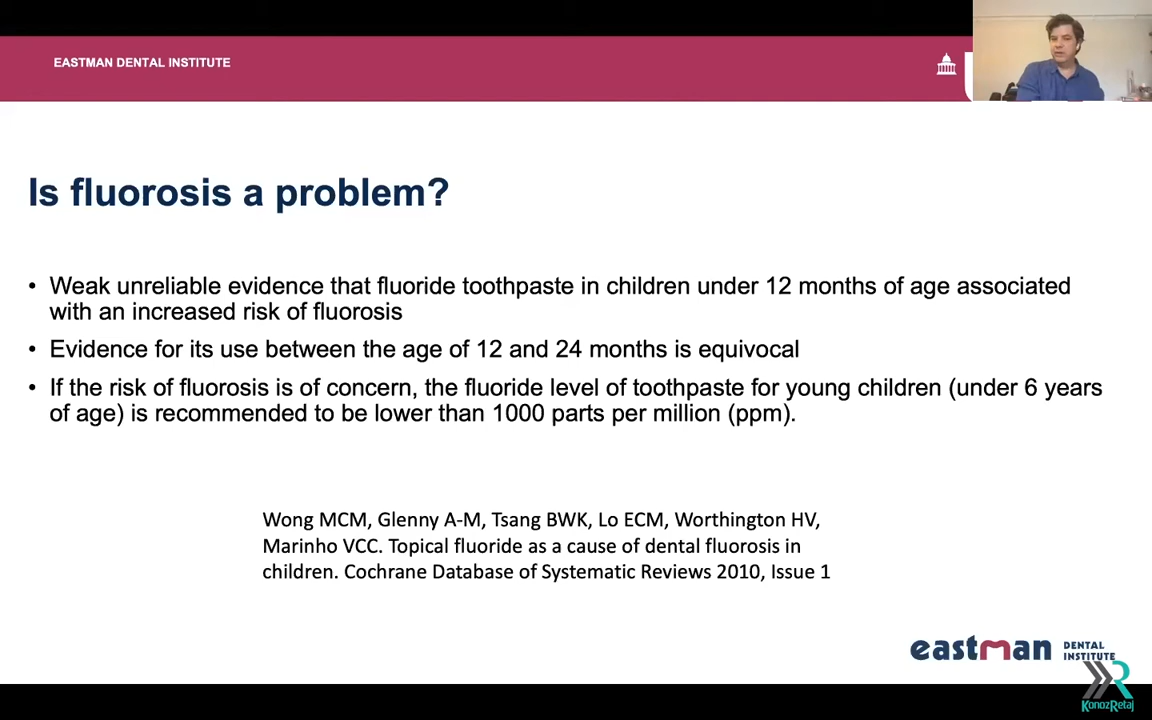 EASTMAN DENTAL INSTITUTE
Is fluorosis a problem?
• Weak unreliable evidence that fluoride toothpaste in children under 12 months of age associated
with an increased risk of fluorosis
• Evidence for its use between the age of 12 and 24 months is equivocal
• If the risk of fluorosis is of concern, the fluoride level of toothpaste for young children (under 6 years
of age) is recommended to be lower than 1000 parts per million (ppm).
Wong MCM, Glenny A-M, Tsang BWK, Lo ECM, Worthington HV,
Marinho VCC. Topical fluoride as a cause of dental fluorosis in
children. Cochrane Database of Systematic Reviews 2010, Issue 1
eastman DENTAL
INSTITUTE
KonozRetaj